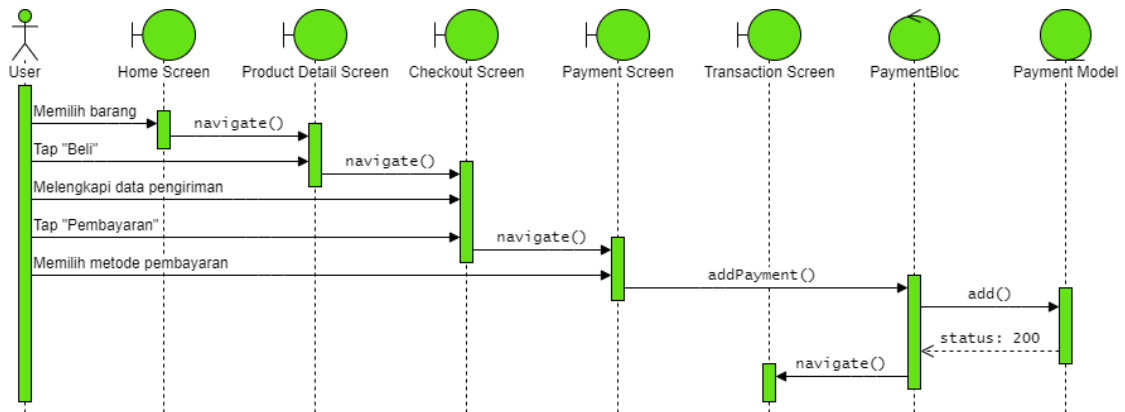 User
Home Screen
Product Detail Screen
Checkout Screen
Payment Screen
Transaction Screen
PaymentBloc
Payment Model
Memilih barang
navigate()
Tap "Beli"
navigate()
Melengkapi data pengiriman
Tap "Pembayaran"
navigate()
Memilih metode pembayaran
addPayment()
add()
status: 200
navigate()